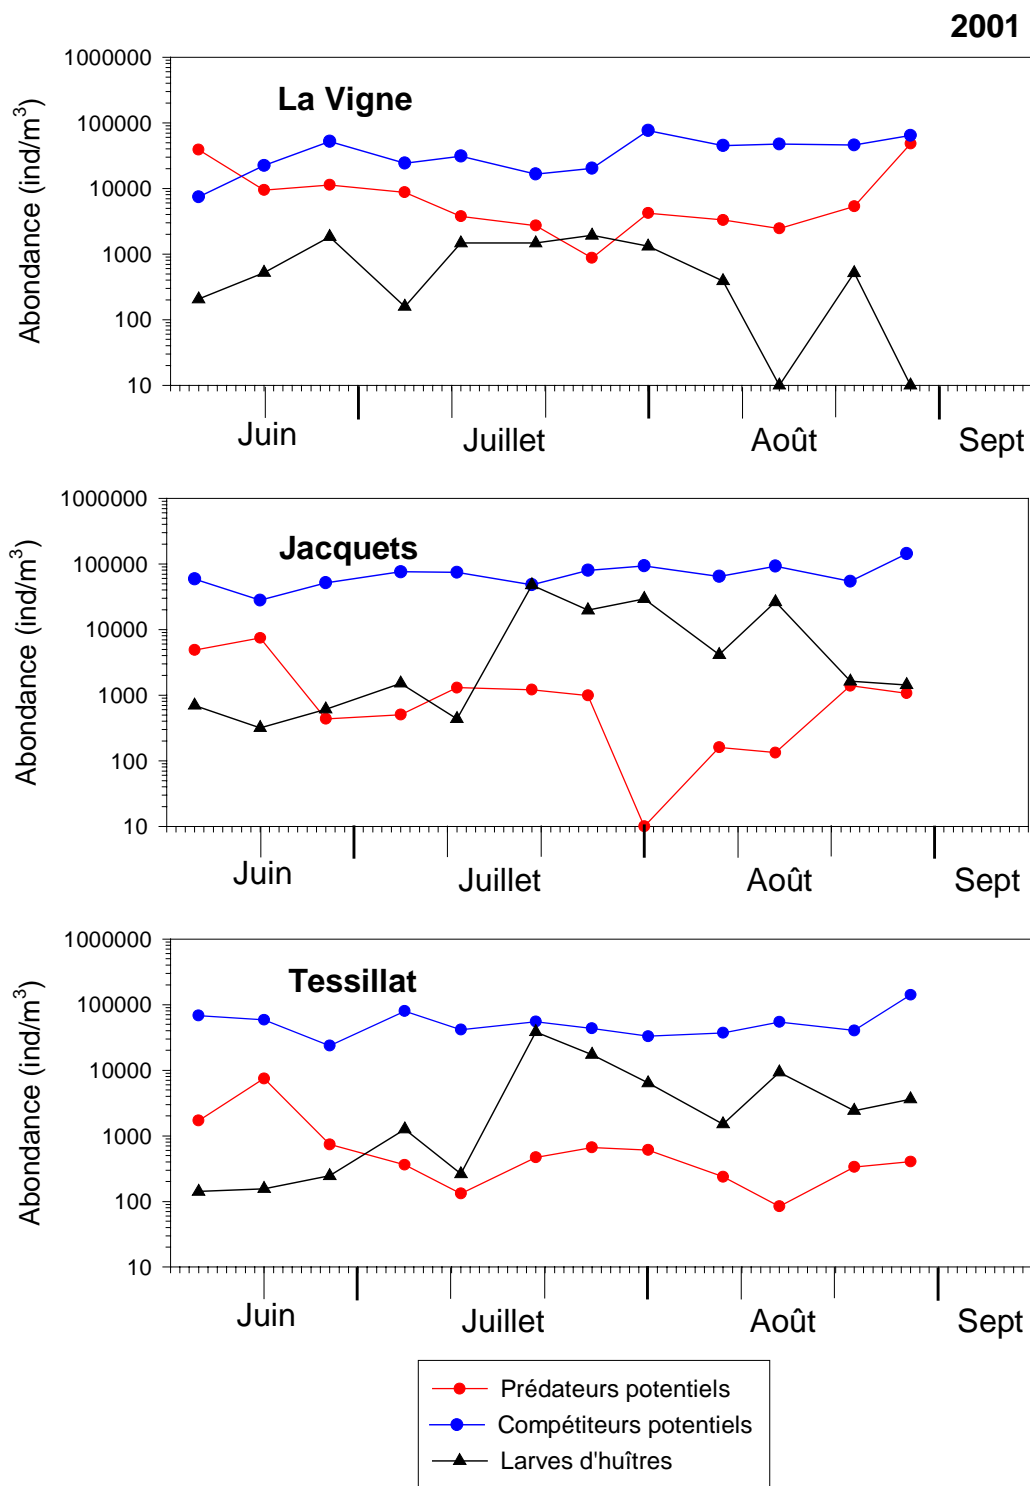 2001
La Vigne
Abondance (ind/m³)
1000000
100000
10000
1000
100
10
Juin
Juillet
Août
Sept
Jacquets
Abondance (ind/m³)
1000000
100000
10000
1000
100
10
Juin
Juillet
Août
Sept
Tessillat
Abondance (ind/m³)
1000000
100000
10000
1000
100
10
Juin
Juillet
Août
Sept
Prédateurs potentiels
Compétiteurs potentiels
Larves d'huîtres